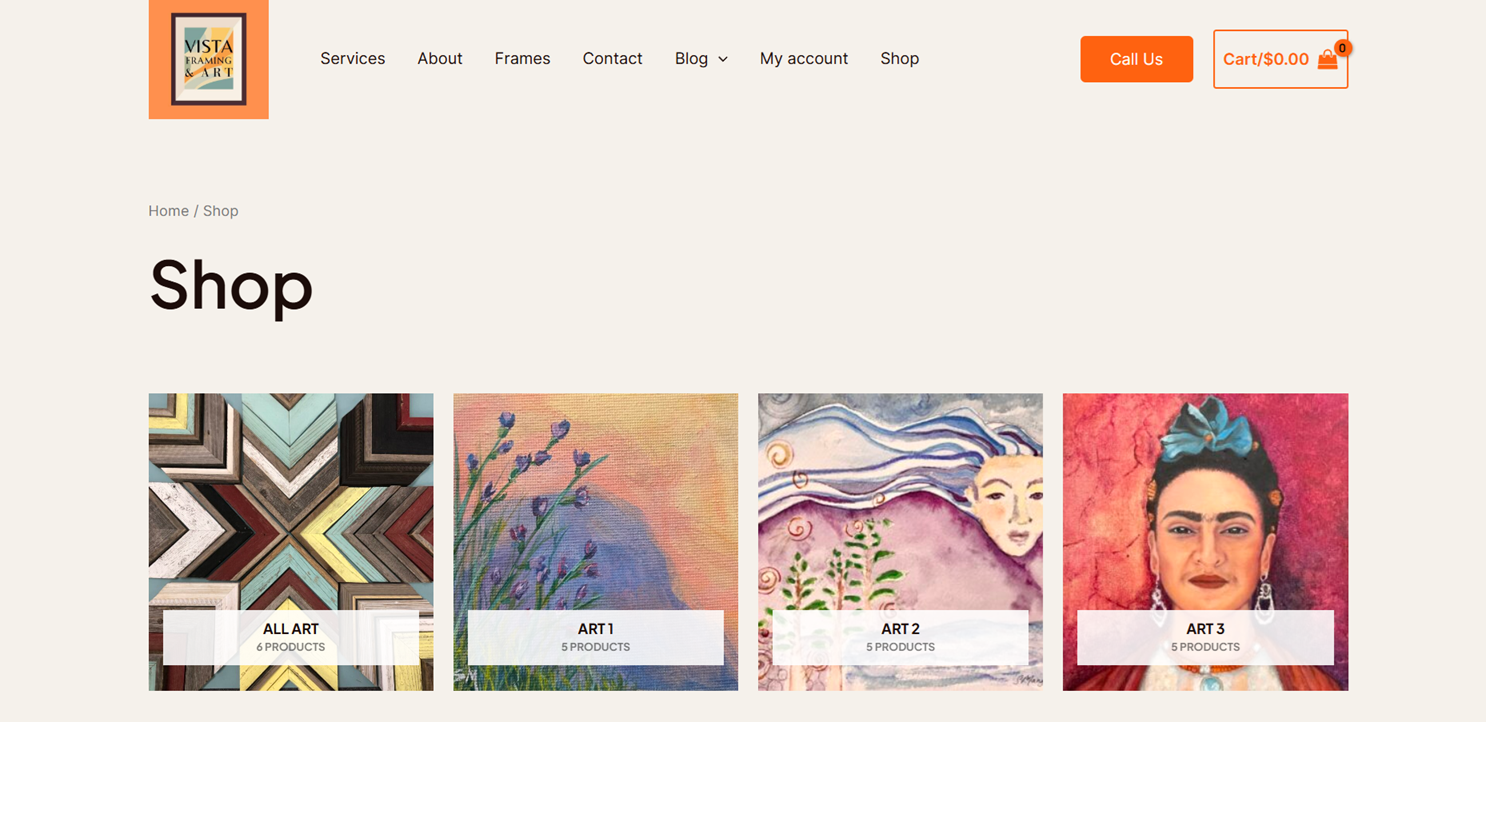 VISTA
FRAMING
& ART
Services
About
Frames
Contact
Blog
My account
Shop
Call Us
Cart/$0.00
0
Home / Shop
Shop
ALL ART
6 PRODUCTS
ART 1
5 PRODUCTS
ART 2
5 PRODUCTS
ART 3
5 PRODUCTS